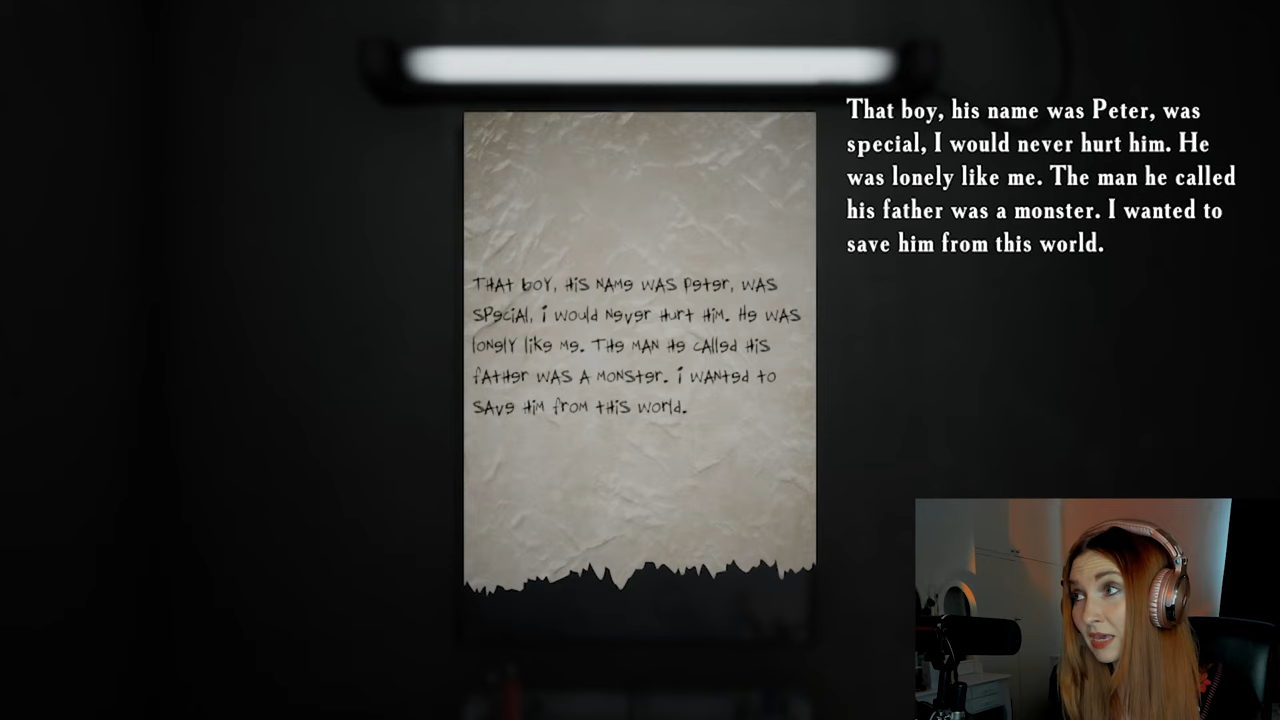 THAT boY, HiS NAMe WAS PeTer, WAS
SPeciAl, i would Never Hurt HiM. He WAS
loNelY like Me. THe MAN He cAlled HiS
fATHer WAS A MoNSTer. i WANTed to
SAve HiM from tHiS world.
That boy, his name was Peter, was
special, I would never hurt him. He
was lonely like me. The man he called
his father was a monster. I wanted to
save him from this world.